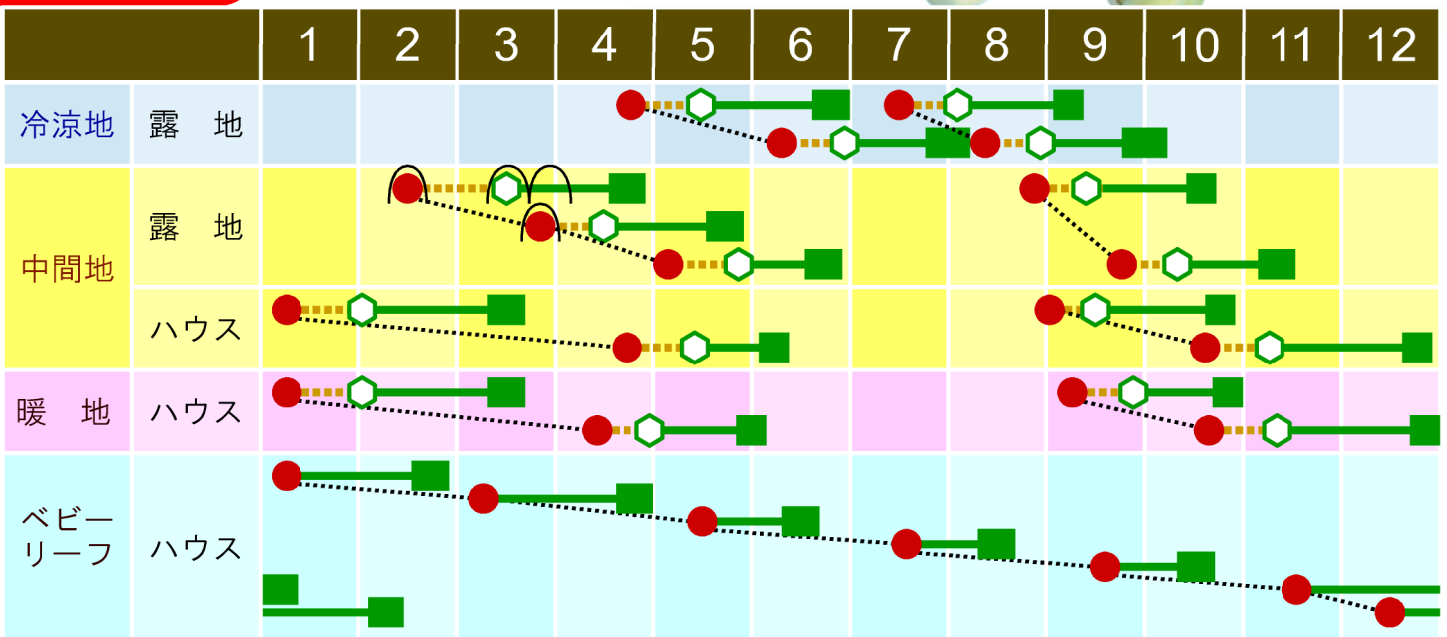 1 2 3 4 5 6 7 8 9 10 11 12
冷涼地 露 地
中間地 露 地
ハウス
暖 地 ハウス
ベビー
リーフ ハウス